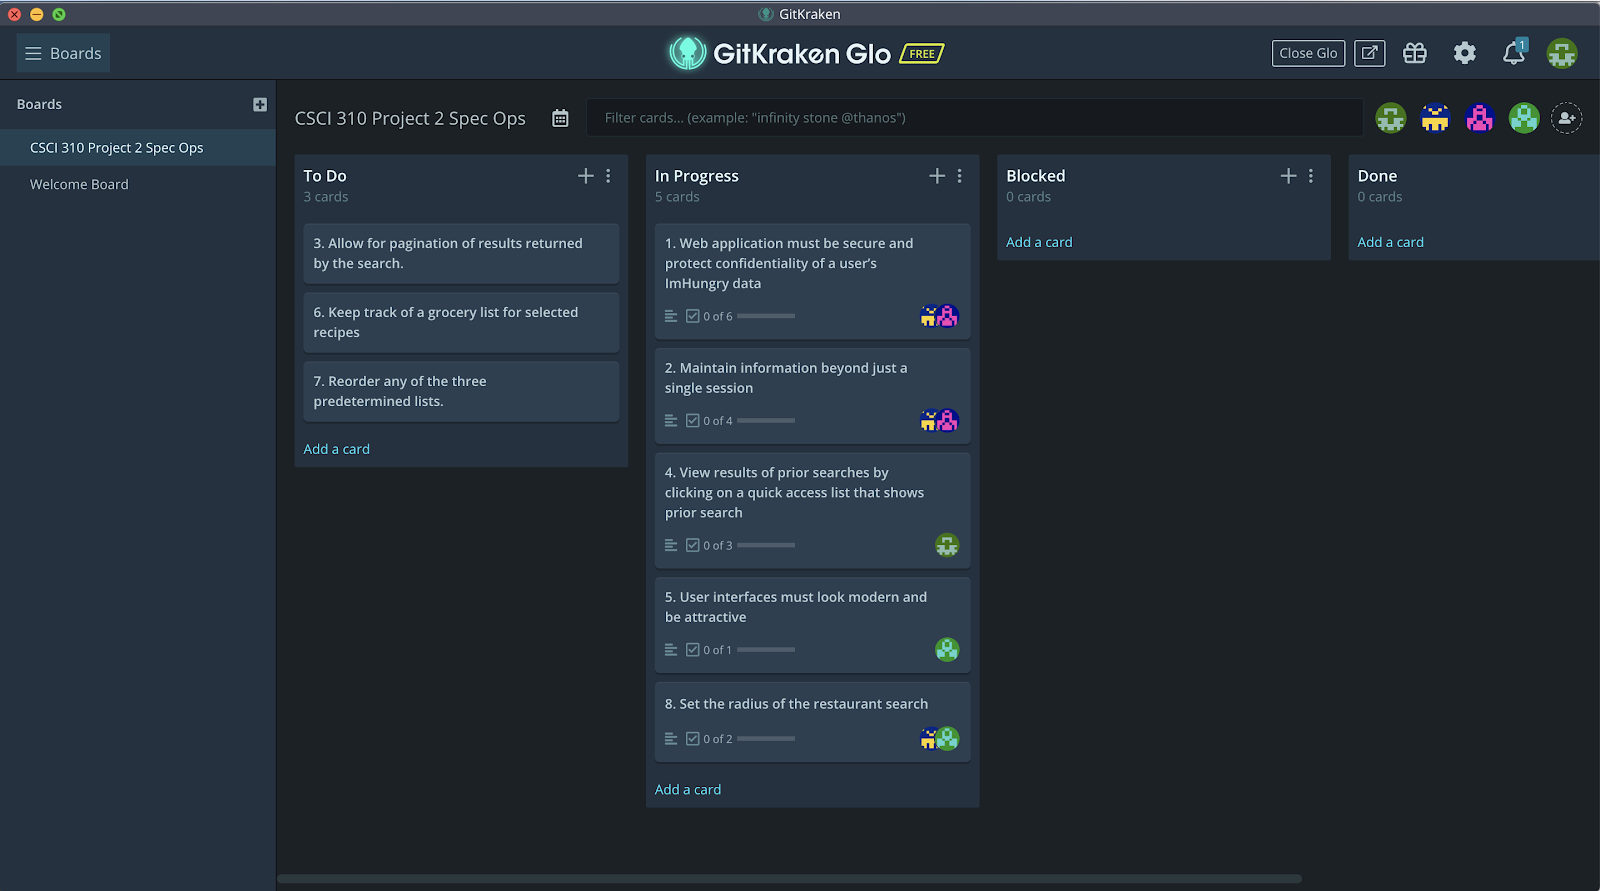 GitKraken
Boards
GitKraken Glo FREE
Close Glo
1
Boards
CSCI 310 Project 2 Spec Ops
Welcome Board
CSCI 310 Project 2 Spec Ops
Filter cards... (example: "infinity stone @thanos")
To Do
3 cards
3. Allow for pagination of results returned
by the search.
6. Keep track of a grocery list for selected
recipes
7. Reorder any of the three
predetermined lists.
Add a card
In Progress
5 cards
1. Web application must be secure and
protect confidentiality of a user’s
ImHungry data
0 of 6
2. Maintain information beyond just a
single session
0 of 4
4. View results of prior searches by
clicking on a quick access list that shows
prior search
0 of 3
5. User interfaces must look modern and
be attractive
0 of 1
8. Set the radius of the restaurant search
0 of 2
Add a card
Blocked
0 cards
Add a card
Done
0 cards
Add a card